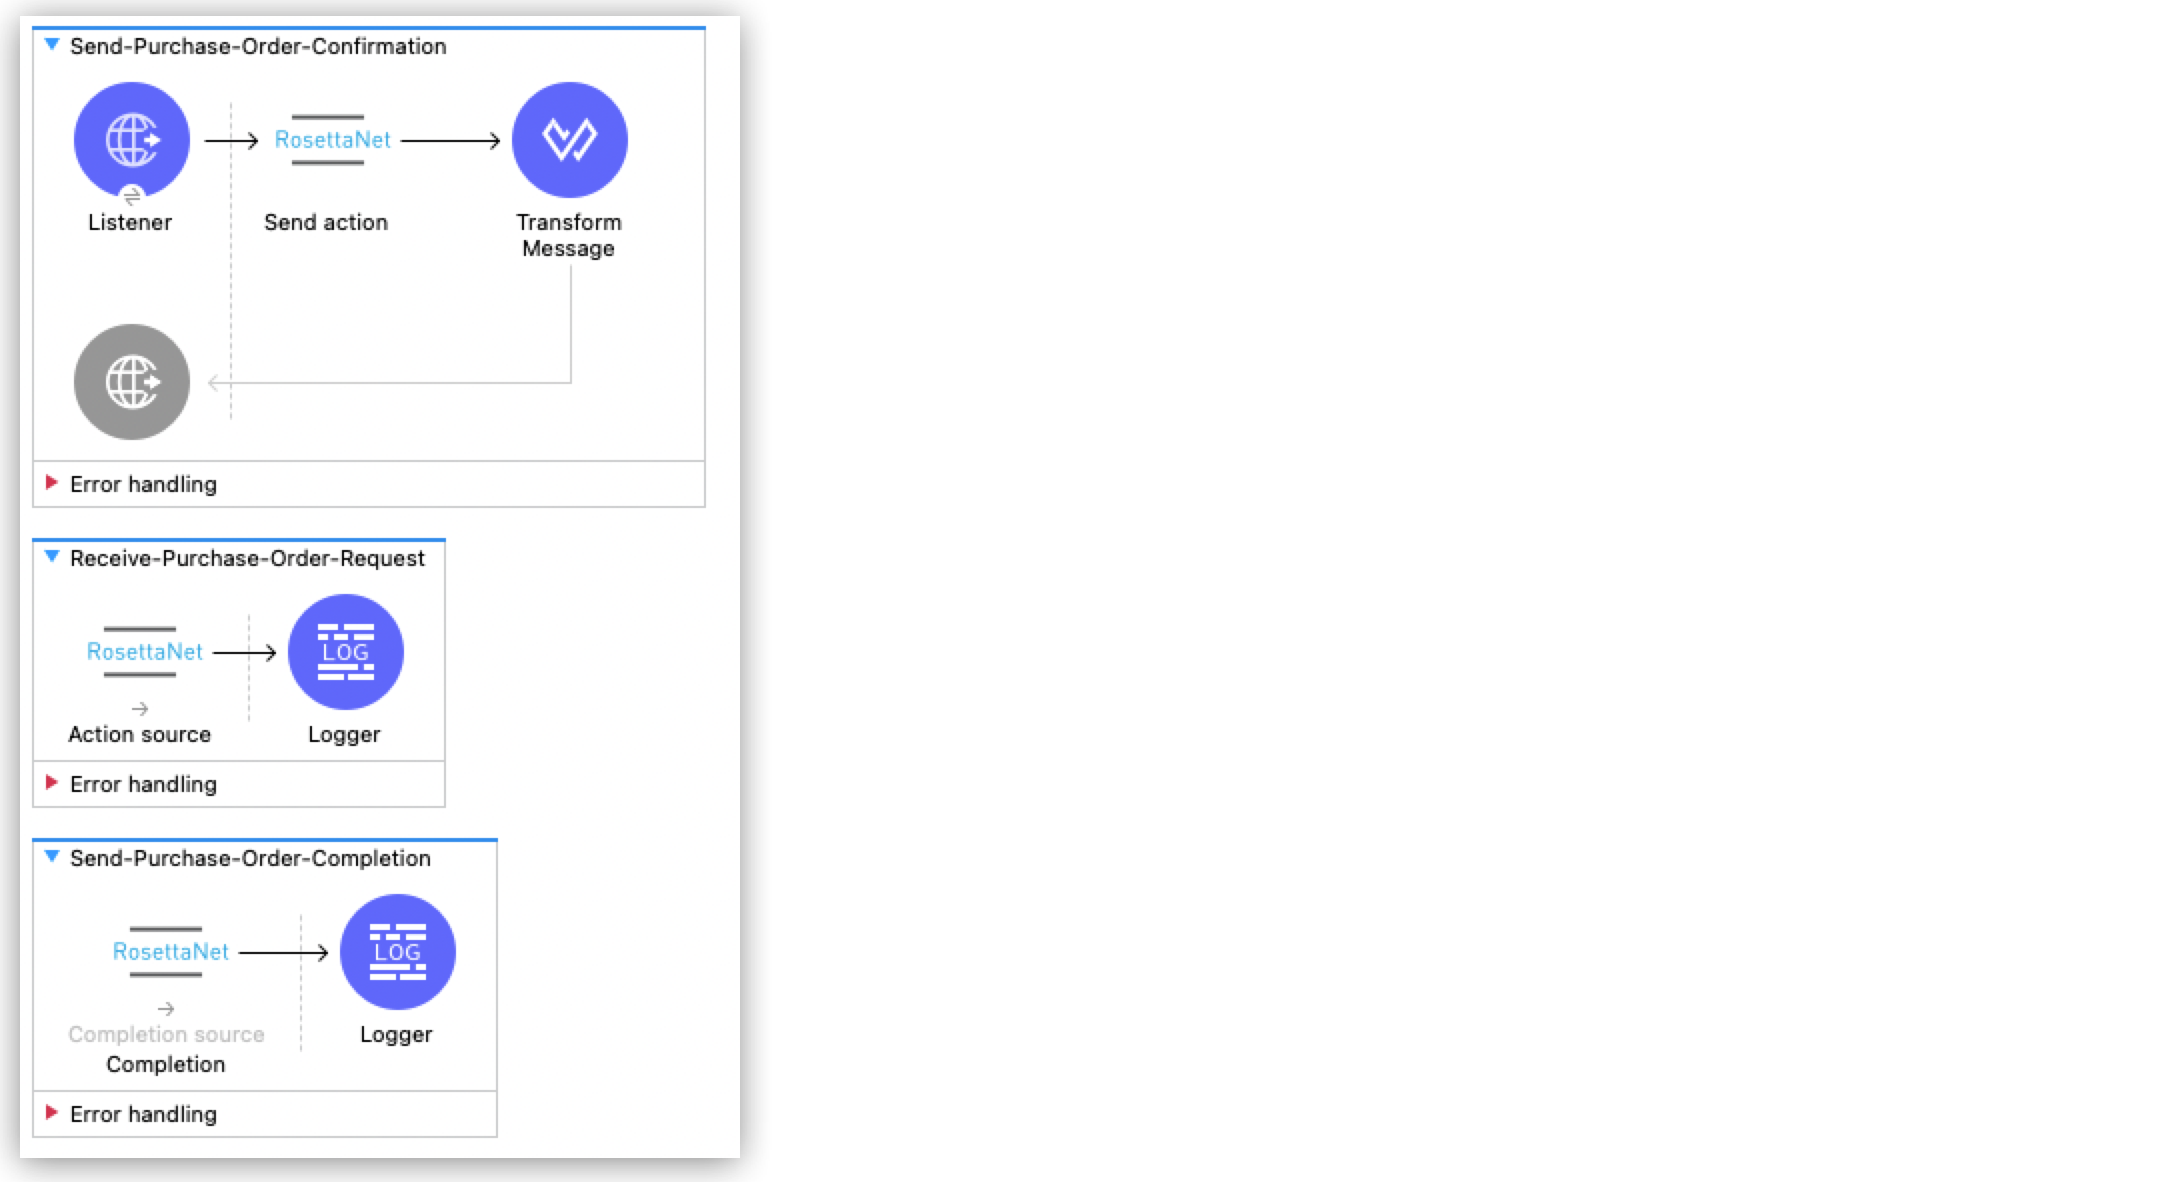 Send-Purchase-Order-Confirmation
RosettaNet
Listener
Send action
Transform
Message
Error handling
Receive-Purchase-Order-Request
RosettaNet
LOG
Action source
Logger
Error handling
Send-Purchase-Order-Completion
RosettaNet
LOG
Completion source
Completion
Logger
Error handling